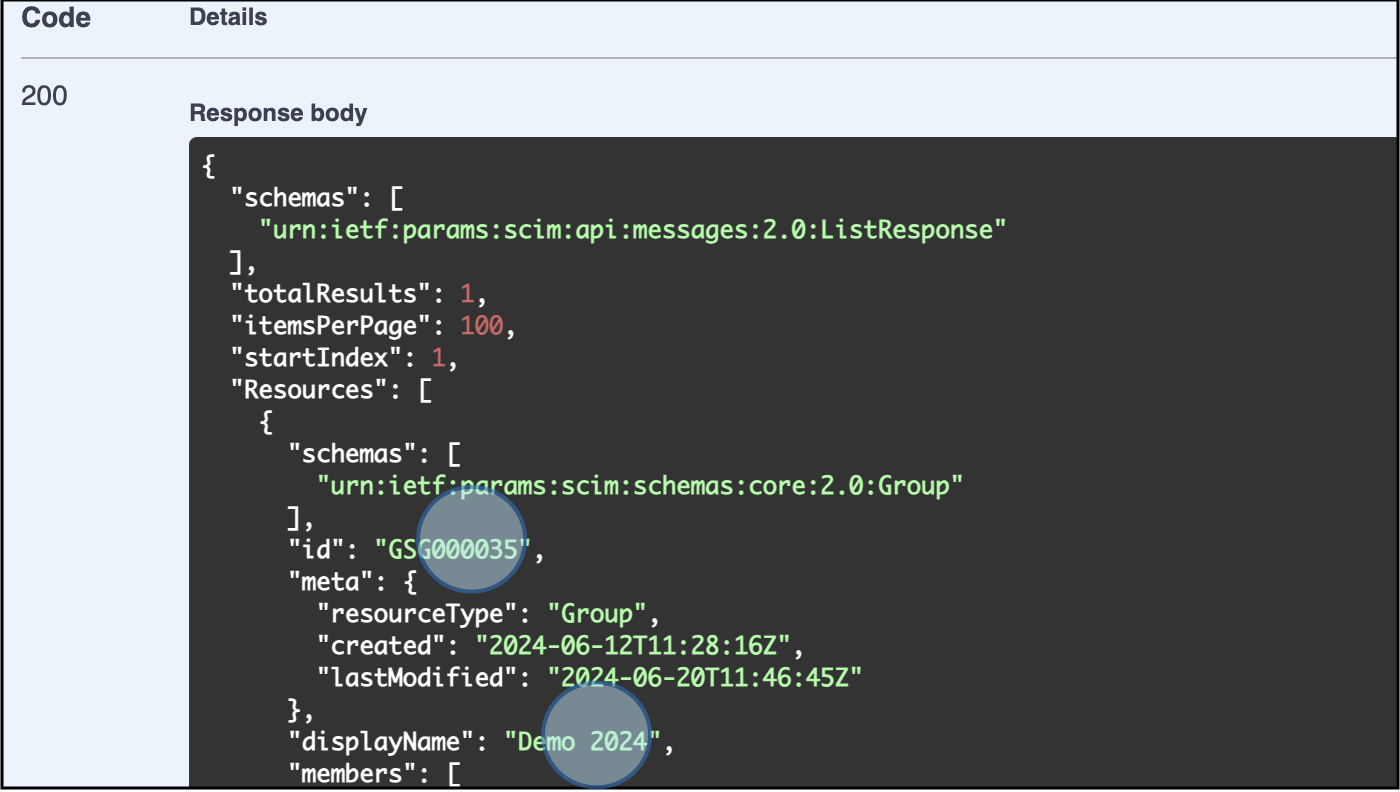 Code Details
200
Response body
{
"schemas": [
"urn:ietf:params:scim:api:messages:2.0:ListResponse"
],
"totalResults": 1,
"itemsPerPage": 100,
"startIndex": 1,
"Resources": [
{
"schemas": [
"urn:ietf:params:scim:schemas:core:2.0:Group"
],
"id": "GSG000035",
"meta": {
"resourceType": "Group",
"created": "2024-06-12T11:28:16Z",
"lastModified": "2024-06-20T11:46:45Z"
},
"displayName": "Demo 2024",
"members": [